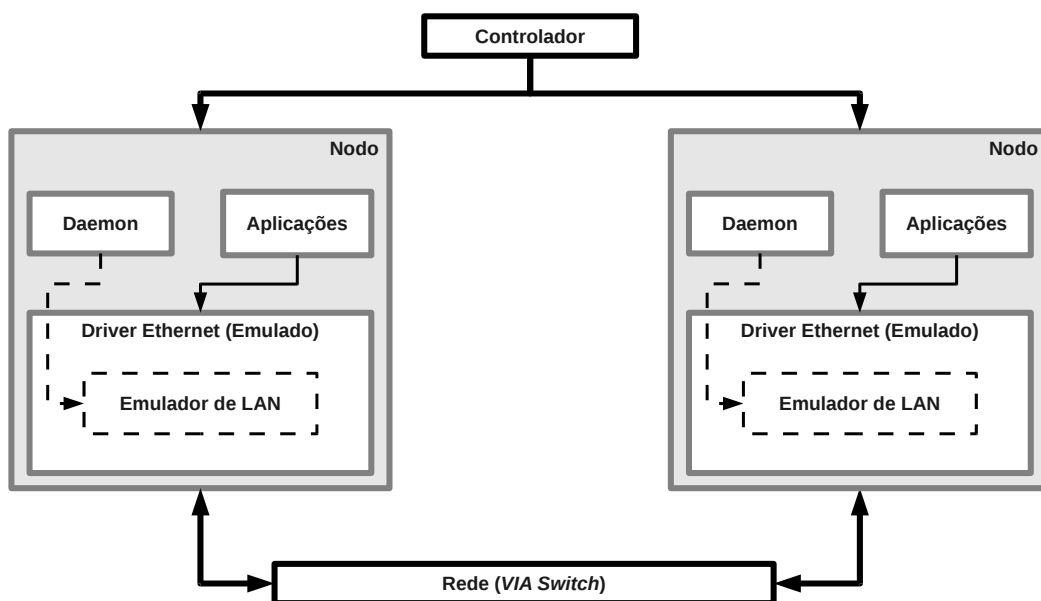 Controlador
Nodo
Daemon
Aplicações
Driver Ethernet (Emulado)
Emulador de LAN
Nodo
Daemon
Aplicações
Driver Ethernet (Emulado)
Emulador de LAN
Rede (VIA Switch)